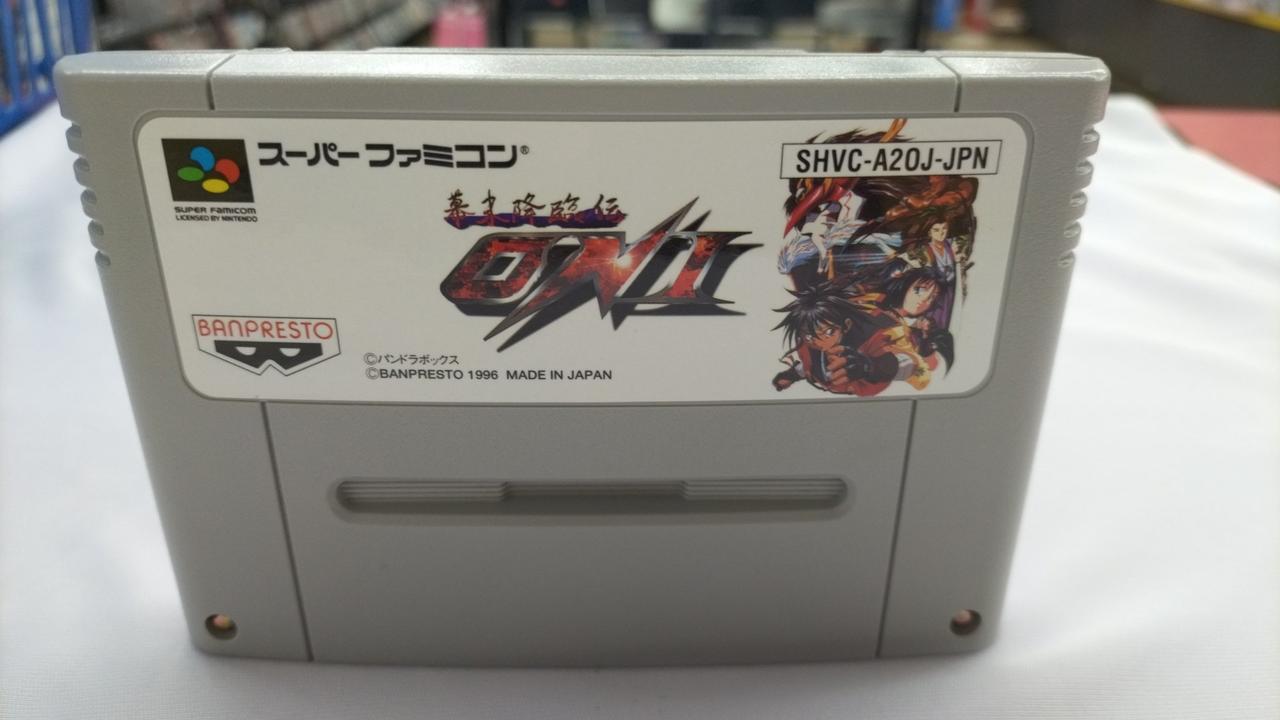 スーパーファミコン®
SUPER FAMICOM
LICENSED BY NINTENDO
SHVC-A2OJ-JPN
幕末降臨伝
ONI
BANPRESTO
©パンドラボックス
©BANPRESTO 1996 MADE IN JAPAN